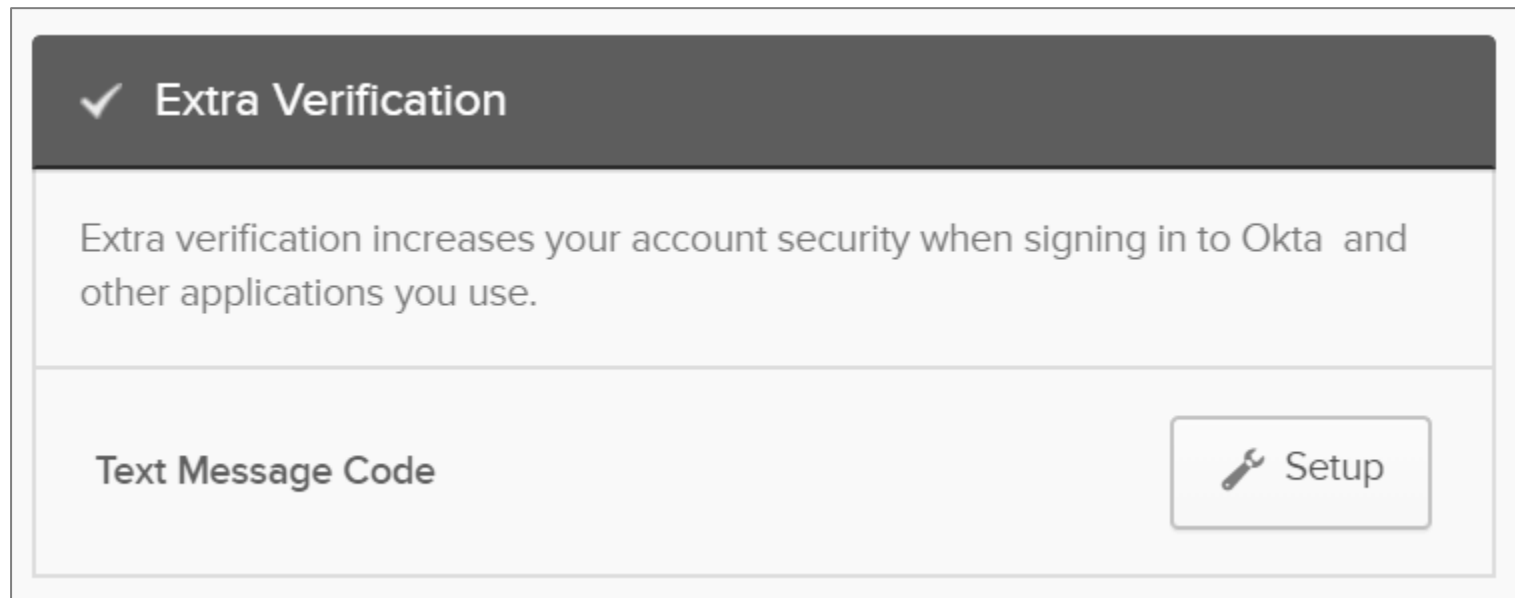 Extra Verification
Extra verification increases your account security when signing in to Okta  and
other applications you use.
Text Message Code
Setup